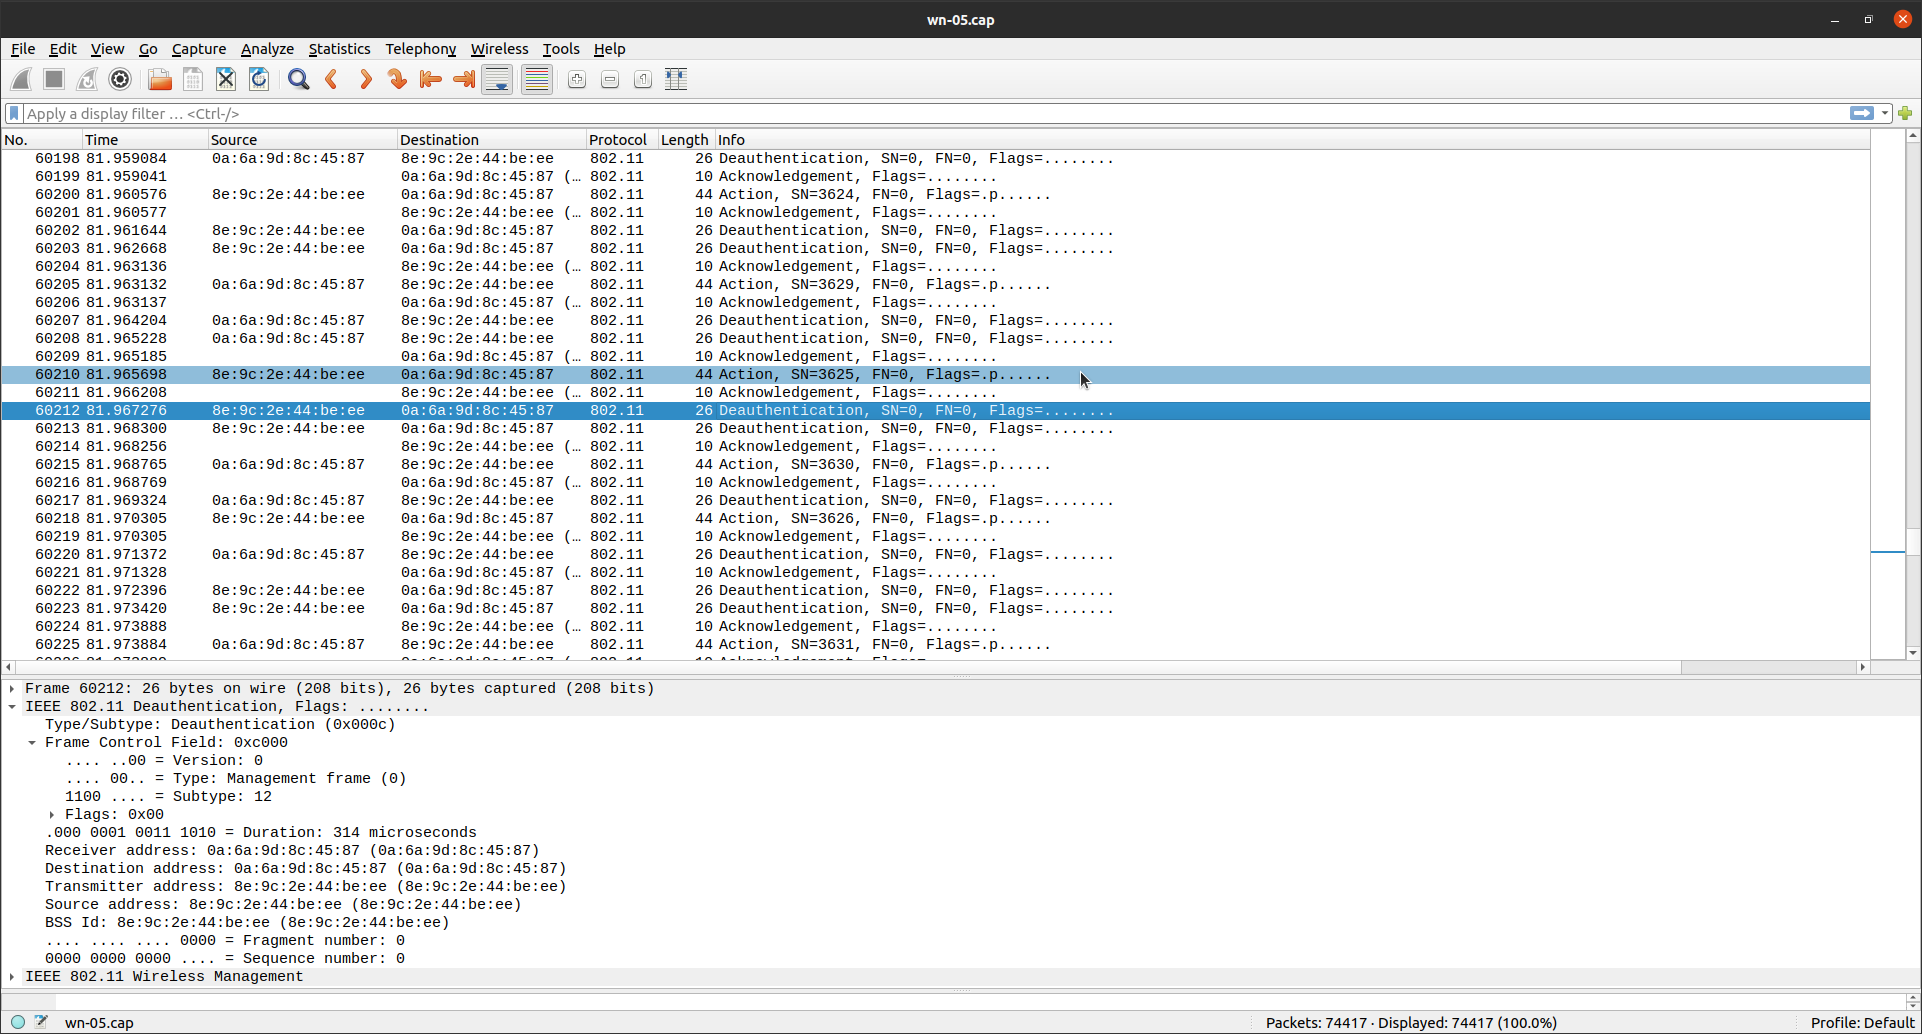 wn-05.cap
File Edit View Go Capture Analyze Statistics Telephony Wireless Tools Help
Apply a display filter … <Ctrl-/>
No. Time Source Destination Protocol Length Info
60198 81.959084 0a:6a:9d:8c:45:87 8e:9c:2e:44:be:ee 802.11 26 Deauthentication, SN=0, FN=0, Flags=........
60199 81.959041 0a:6a:9d:8c:45:87 (… 802.11 10 Acknowledgement, Flags=........
60200 81.960576 8e:9c:2e:44:be:ee 0a:6a:9d:8c:45:87 802.11 44 Action, SN=3624, FN=0, Flags=.p......
60201 81.960577 8e:9c:2e:44:be:ee (… 802.11 10 Acknowledgement, Flags=........
60202 81.961644 8e:9c:2e:44:be:ee 0a:6a:9d:8c:45:87 802.11 26 Deauthentication, SN=0, FN=0, Flags=........
60203 81.962668 8e:9c:2e:44:be:ee 0a:6a:9d:8c:45:87 802.11 26 Deauthentication, SN=0, FN=0, Flags=........
60204 81.963136 8e:9c:2e:44:be:ee (… 802.11 10 Acknowledgement, Flags=........
60205 81.963132 0a:6a:9d:8c:45:87 8e:9c:2e:44:be:ee 802.11 44 Action, SN=3629, FN=0, Flags=.p......
60206 81.963137 0a:6a:9d:8c:45:87 (… 802.11 10 Acknowledgement, Flags=........
60207 81.964204 0a:6a:9d:8c:45:87 8e:9c:2e:44:be:ee 802.11 26 Deauthentication, SN=0, FN=0, Flags=........
60208 81.965228 0a:6a:9d:8c:45:87 8e:9c:2e:44:be:ee 802.11 26 Deauthentication, SN=0, FN=0, Flags=........
60209 81.965185 0a:6a:9d:8c:45:87 (… 802.11 10 Acknowledgement, Flags=........
60210 81.965698 8e:9c:2e:44:be:ee 0a:6a:9d:8c:45:87 802.11 44 Action, SN=3625, FN=0, Flags=.p......
60211 81.966208 8e:9c:2e:44:be:ee (… 802.11 10 Acknowledgement, Flags=........
60212 81.967276 8e:9c:2e:44:be:ee 0a:6a:9d:8c:45:87 802.11 26 Deauthentication, SN=0, FN=0, Flags=........
60213 81.968300 8e:9c:2e:44:be:ee 0a:6a:9d:8c:45:87 802.11 26 Deauthentication, SN=0, FN=0, Flags=........
60214 81.968256 8e:9c:2e:44:be:ee (… 802.11 10 Acknowledgement, Flags=........
60215 81.968765 0a:6a:9d:8c:45:87 8e:9c:2e:44:be:ee 802.11 44 Action, SN=3630, FN=0, Flags=.p......
60216 81.968769 0a:6a:9d:8c:45:87 (… 802.11 10 Acknowledgement, Flags=........
60217 81.969324 0a:6a:9d:8c:45:87 8e:9c:2e:44:be:ee 802.11 26 Deauthentication, SN=0, FN=0, Flags=........
60218 81.970305 8e:9c:2e:44:be:ee 0a:6a:9d:8c:45:87 802.11 44 Action, SN=3626, FN=0, Flags=.p......
60219 81.970305 8e:9c:2e:44:be:ee (… 802.11 10 Acknowledgement, Flags=........
60220 81.971372 0a:6a:9d:8c:45:87 8e:9c:2e:44:be:ee 802.11 26 Deauthentication, SN=0, FN=0, Flags=........
60221 81.971328 0a:6a:9d:8c:45:87 (… 802.11 10 Acknowledgement, Flags=........
60222 81.972396 8e:9c:2e:44:be:ee 0a:6a:9d:8c:45:87 802.11 26 Deauthentication, SN=0, FN=0, Flags=........
60223 81.973420 8e:9c:2e:44:be:ee 0a:6a:9d:8c:45:87 802.11 26 Deauthentication, SN=0, FN=0, Flags=........
60224 81.973888 8e:9c:2e:44:be:ee (… 802.11 10 Acknowledgement, Flags=........
60225 81.973884 0a:6a:9d:8c:45:87 8e:9c:2e:44:be:ee 802.11 44 Action, SN=3631, FN=0, Flags=.p......
Frame 60212: 26 bytes on wire (208 bits), 26 bytes captured (208 bits)
IEEE 802.11 Deauthentication, Flags: ........
Type/Subtype: Deauthentication (0x000c)
Frame Control Field: 0xc000
.... ..00 = Version: 0
.... 00.. = Type: Management frame (0)
1100 .... = Subtype: 12
Flags: 0x00
.000 0001 0011 1010 = Duration: 314 microseconds
Receiver address: 0a:6a:9d:8c:45:87 (0a:6a:9d:8c:45:87)
Destination address: 0a:6a:9d:8c:45:87 (0a:6a:9d:8c:45:87)
Transmitter address: 8e:9c:2e:44:be:ee (8e:9c:2e:44:be:ee)
Source address: 8e:9c:2e:44:be:ee (8e:9c:2e:44:be:ee)
BSS Id: 8e:9c:2e:44:be:ee (8e:9c:2e:44:be:ee)
.... .... .... 0000 = Fragment number: 0
0000 0000 0000 .... = Sequence number: 0
IEEE 802.11 Wireless Management
wn-05.cap Packets: 74417 · Displayed: 74417 (100.0%) Profile: Default